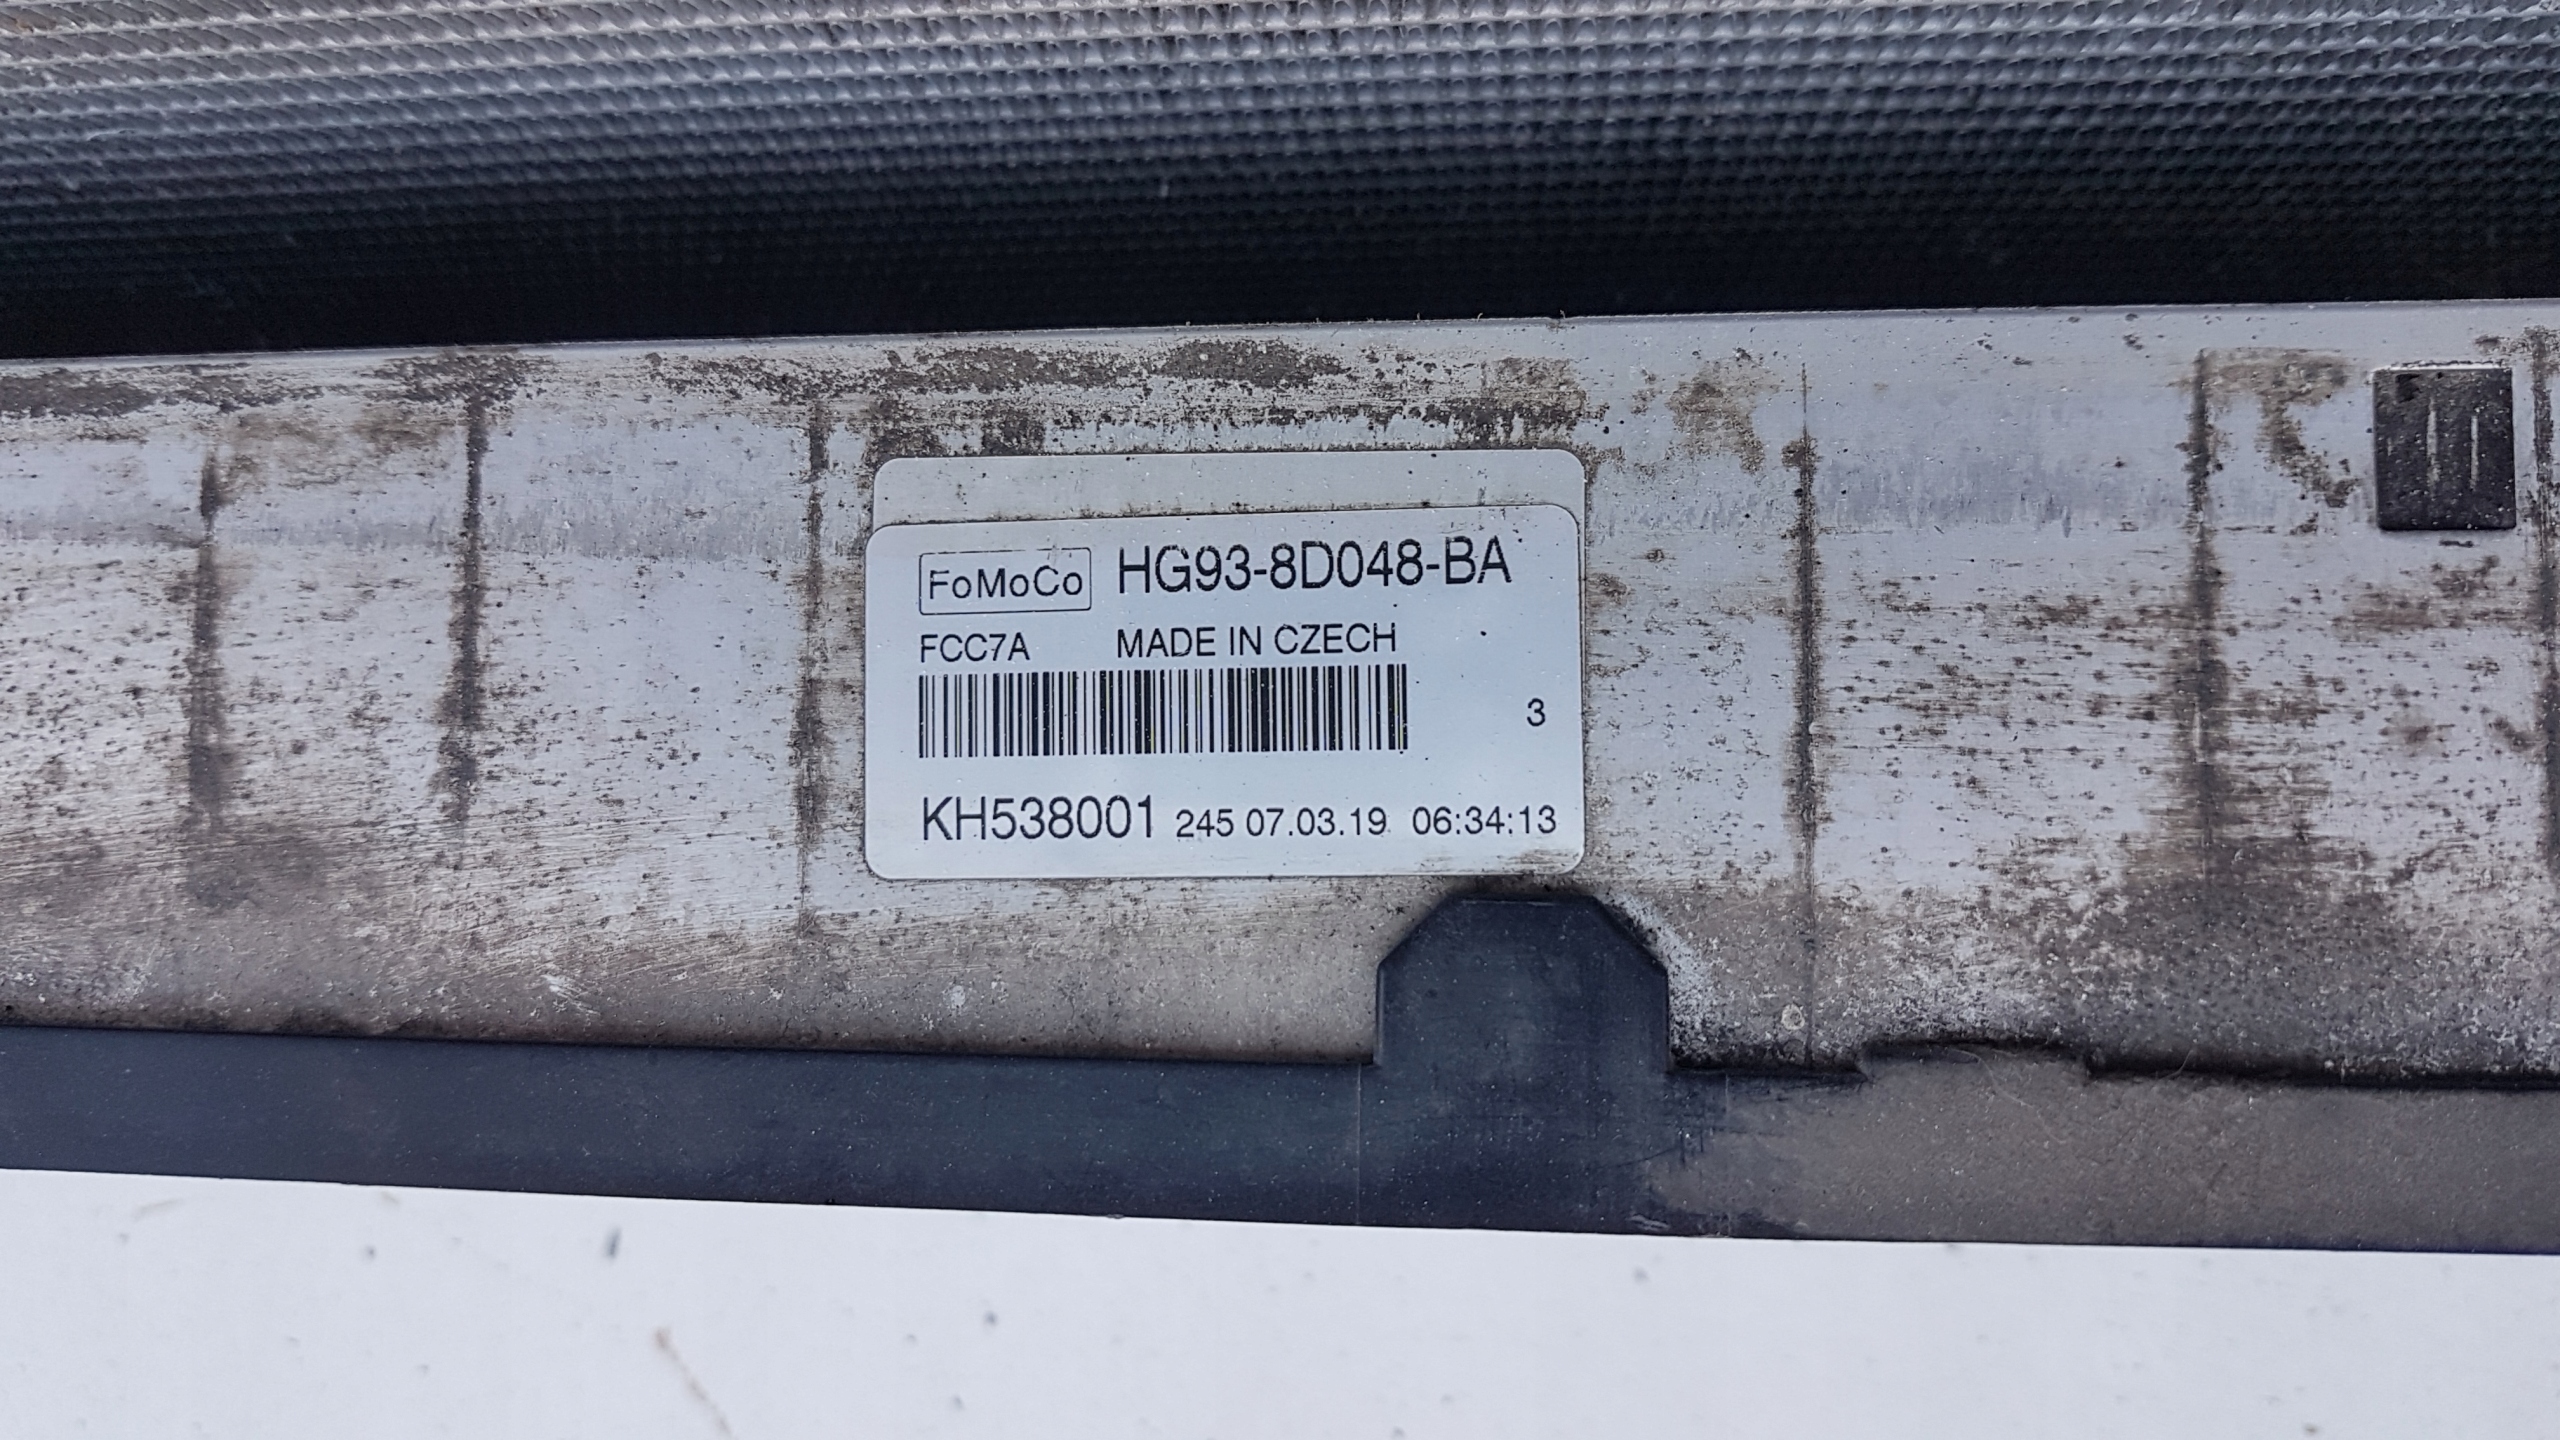 FoMoCo HG93-8D048-BA
FCC7A MADE IN CZECH
3
KH538001 245 07.03.19 06:34:13